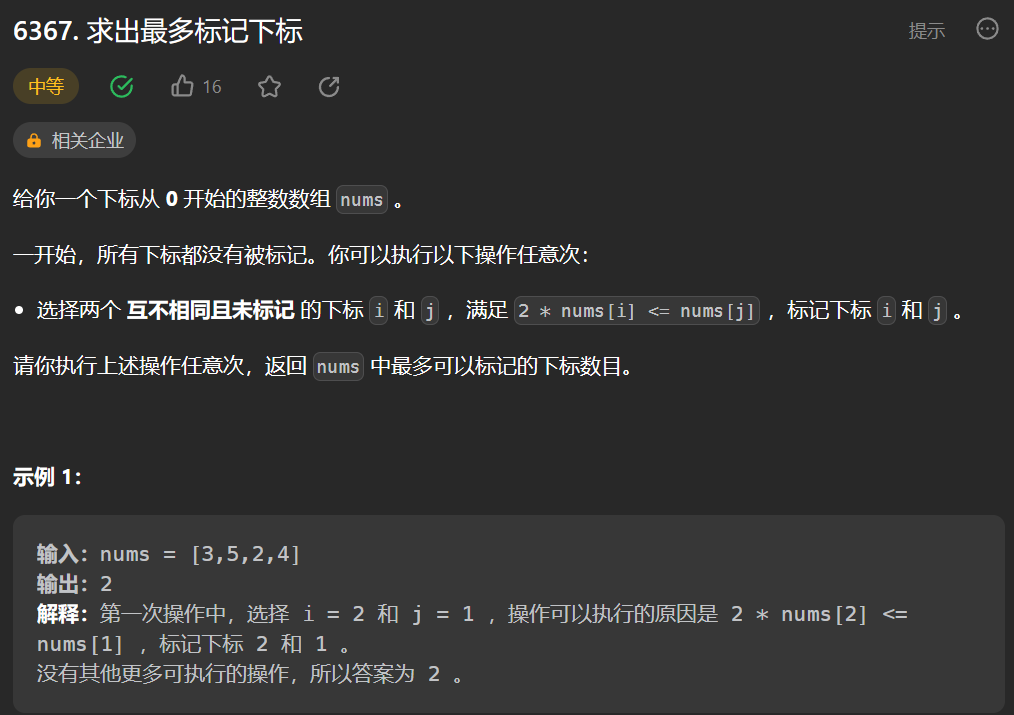 6367. 求出最多标记下标
提示
中等
16
相关企业
给你一个下标从 0 开始的整数数组 nums 。
一开始，所有下标都没有被标记。你可以执行以下操作任意次：
• 选择两个 互不相同且未标记 的下标 i 和 j ，满足 2 * nums[i] <= nums[j] ，标记下标 i 和 j 。
请你执行上述操作任意次，返回 nums 中最多可以标记的下标数目。
示例 1：
输入：nums = [3,5,2,4]
输出：2
解释：第一次操作中，选择 i = 2 和 j = 1 ，操作可以执行的原因是 2 * nums[2] <=
nums[1] ，标记下标 2 和 1 。
没有其他更多可执行的操作，所以答案为 2 。